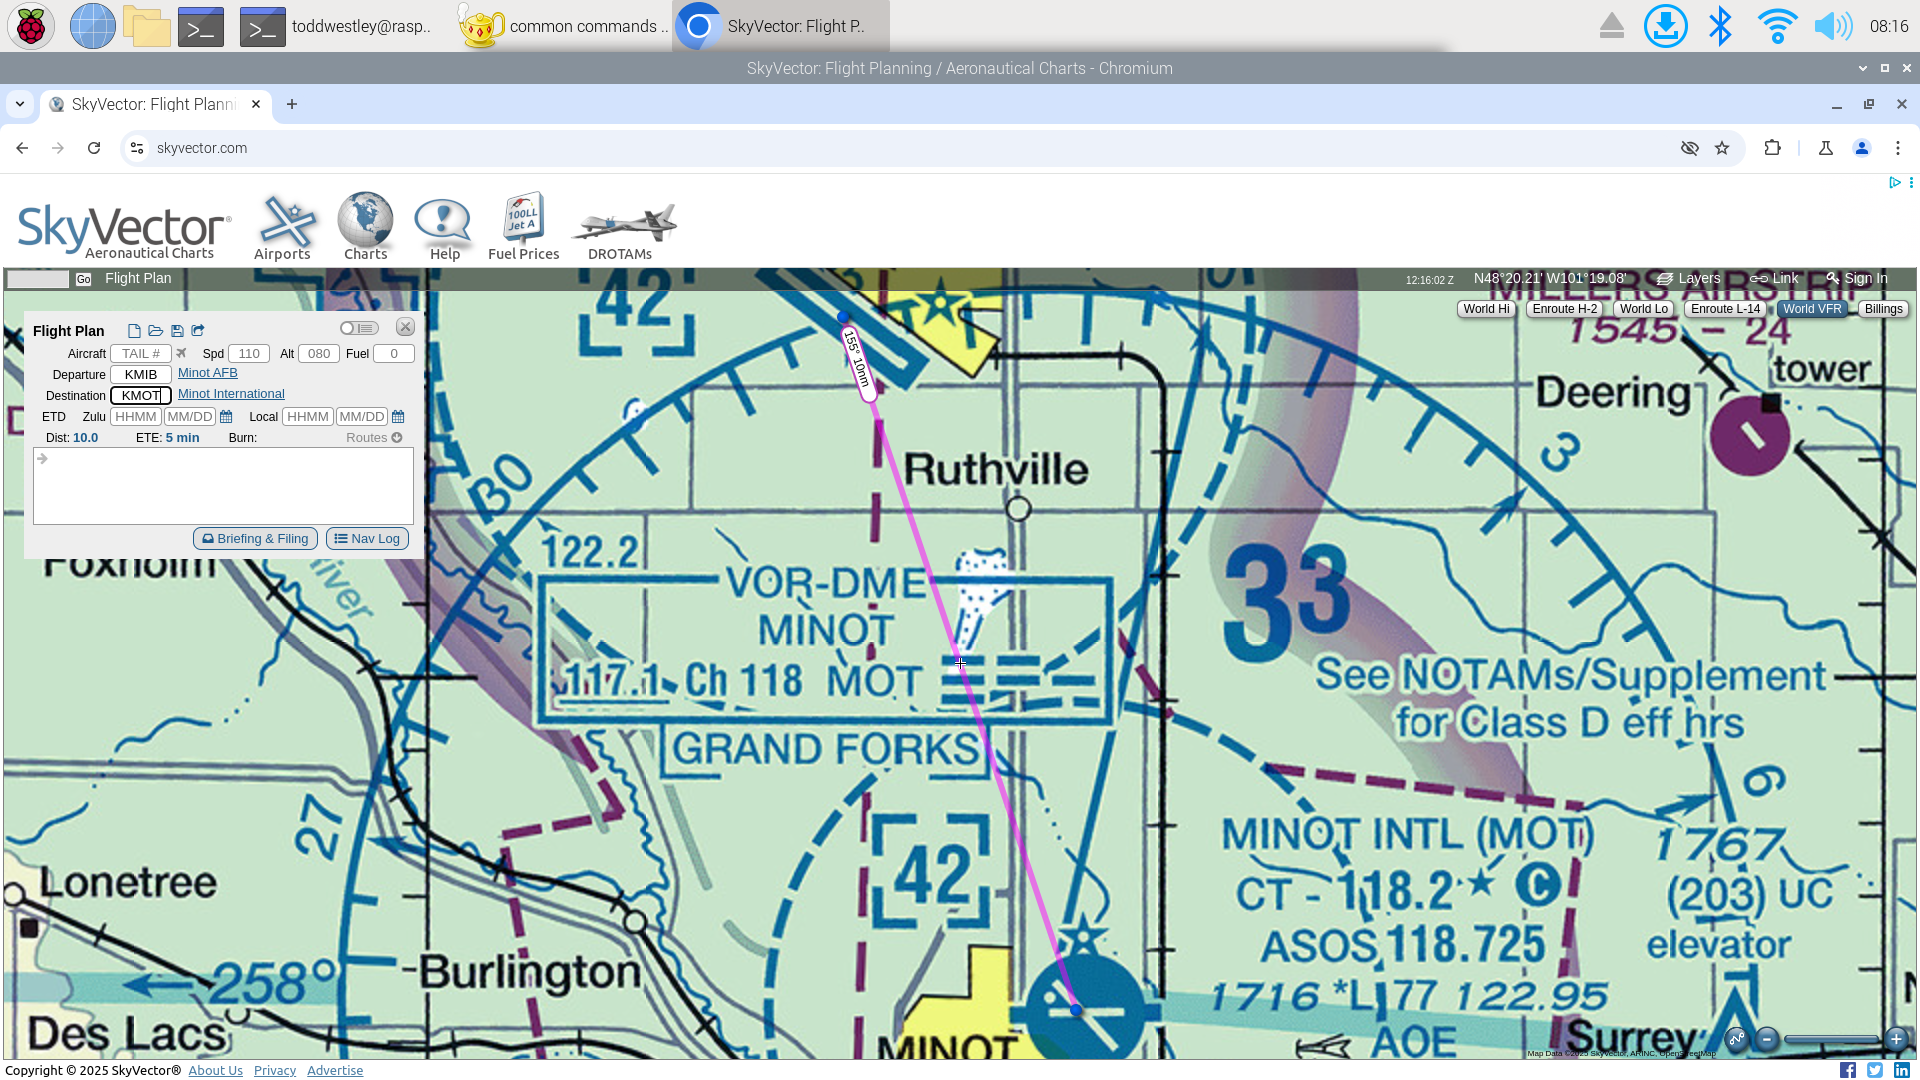 toddwestley@rasp..
common commands ..
SkyVector: Flight P..
08:16
SkyVector: Flight Planning / Aeronautical Charts - Chromium
SkyVector: Flight Planni
skyvector.com
SkyVector®
Aeronautical Charts
100LL
Jet A
Airports
Charts
Help
Fuel Prices
DROTAMs
Go
Flight Plan
12:16:02 Z
N48°20.21' W101°19.08'
Layers
Link
Sign In
World Hi
Enroute H-2
World Lo
Enroute L-14
World VFR
Billings
Flight Plan
Aircraft
TAIL #
Spd
110
Alt
080
Fuel
0
Departure
KMIB
Minot AFB
Destination
KMOT
Minot International
ETD
Zulu
HHMM
MM/DD
Local
HHMM
MM/DD
Dist: 10.0
ETE: 5 min
Burn:
Routes
Briefing & Filing
Nav Log
42
MILLERS AIRSTRIP
1545 - 24
tower
Deering
155° 10nm
Ruthville
3
30
122.2
Foxholm
River
VOR-DME
MINOT
117.1 Ch 118 MOT
GRAND FORKS
33
See NOTAMs/Supplement
for Class D eff hrs
6
27
42
MINOT INTL (MOT)
CT - 118.2 ★ C
ASOS 118.725
1716 *L 77 122.95
AOE
1767
(203) UC
elevator
Lonetree
Burlington
258°
Des Lacs
MINOT
Surrey
Map Data ©2025 SkyVector, ARINC, OpenStreetMap
Copyright © 2025 SkyVector®
About Us
Privacy
Advertise